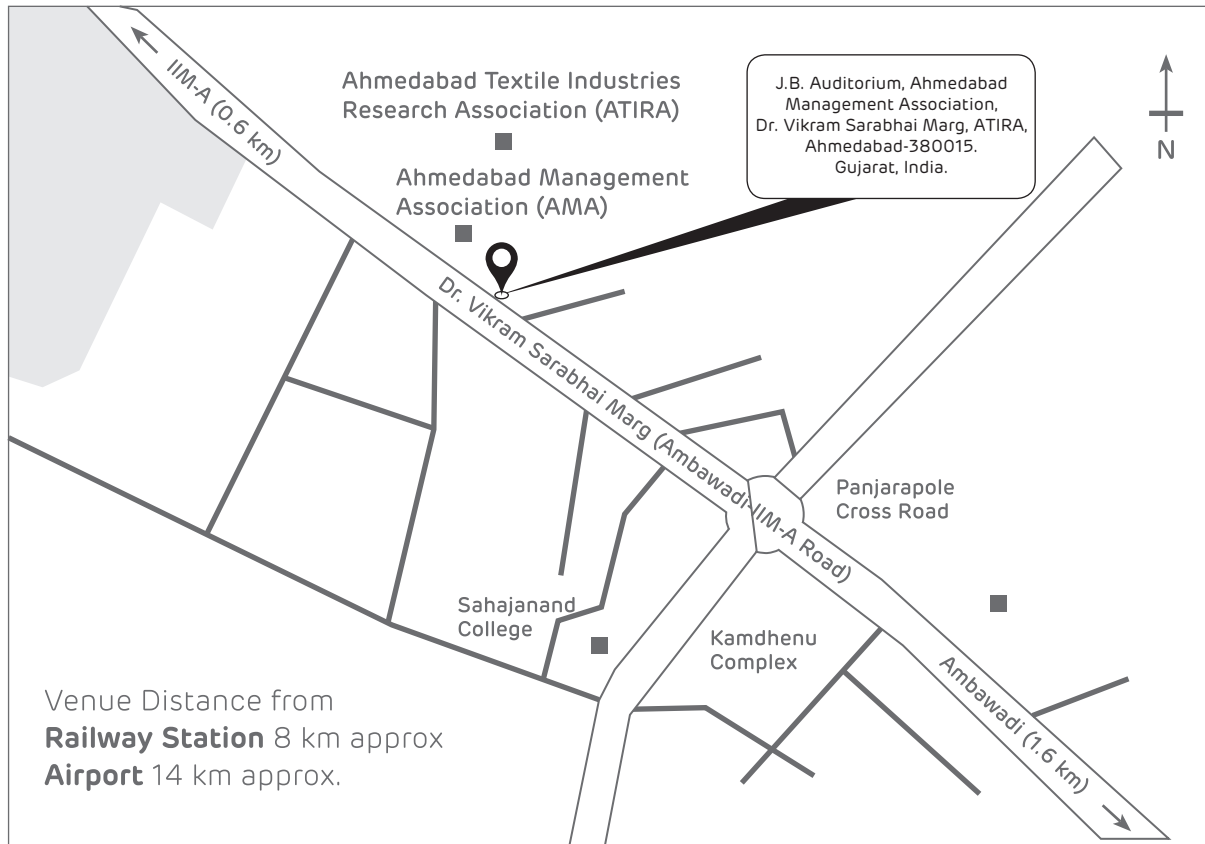 IIM-A (0.6 km)
Ahmedabad Textile Industries
Research Association (ATIRA)
J.B. Auditorium, Ahmedabad
Management Association,
Dr. Vikram Sarabhai Marg, ATIRA,
Ahmedabad-380015.
Gujarat, India.
N
Ahmedabad Management
Association (AMA)
Dr. Vikram Sarabhai Marg (Ambawadi-IIM-A Road)
Panjarapole
Cross Road
Sahajanand
College
Kamdhenu
Complex
Ambawadi (1.6 km)
Venue Distance from
Railway Station 8 km approx
Airport 14 km approx.